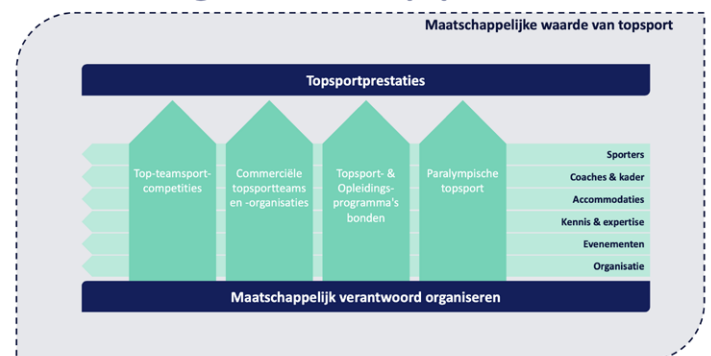 Maatschappelijke waarde van topsport
Topsportprestaties
Top-teamsport-
competities
Commerciële
topsportteams
en -organisaties
Topsport- &
Opleidings-
programma's
bonden
Paralympische
topsport
Sporters
Coaches & kader
Accommodaties
Kennis & expertise
Evenementen
Organisatie
Maatschappelijk verantwoord organiseren